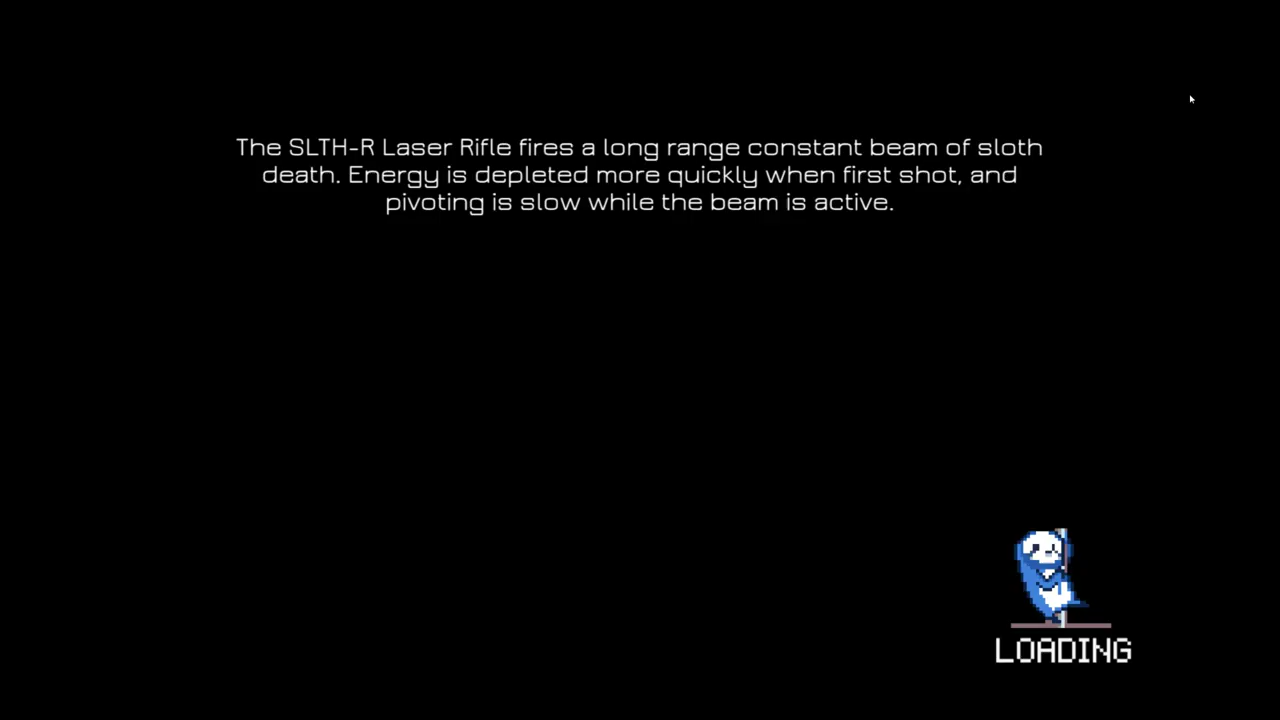 The SLTH-R Laser Rifle fires a long range constant beam of sloth
death. Energy is depleted more quickly when first shot, and
pivoting is slow while the beam is active.
LOADING